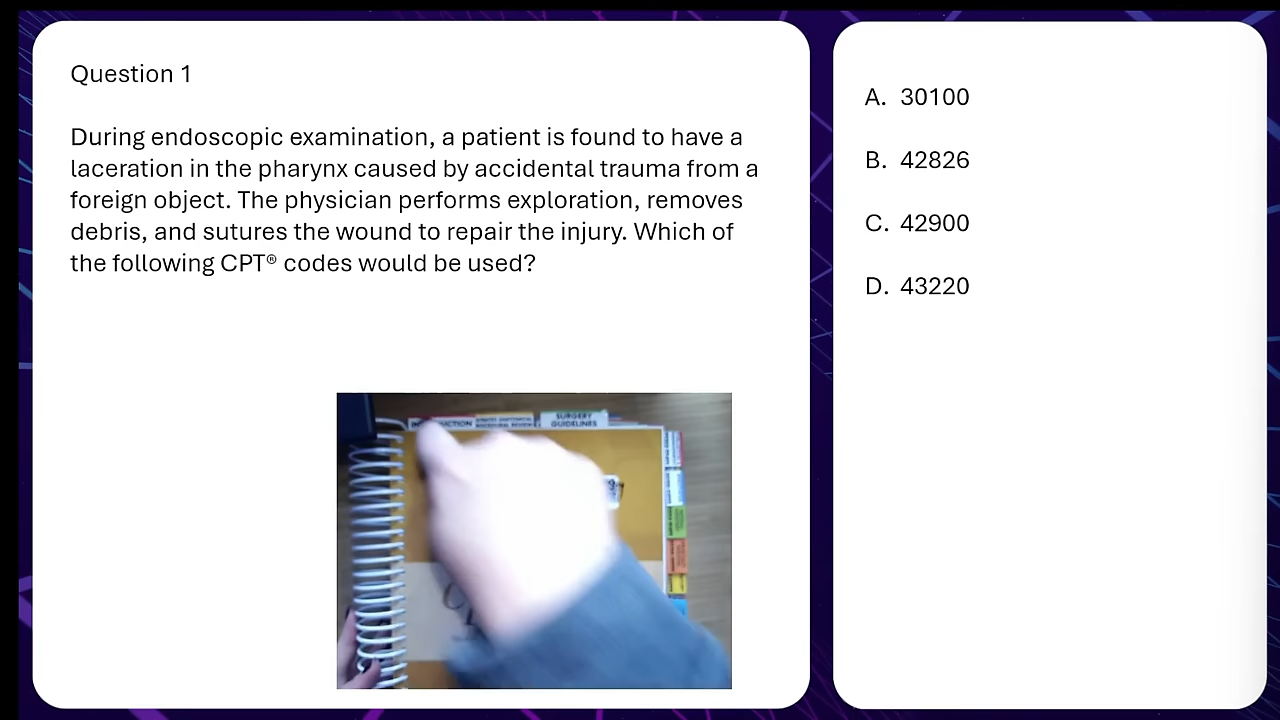 Question 1
During endoscopic examination, a patient is found to have a
laceration in the pharynx caused by accidental trauma from a
foreign object. The physician performs exploration, removes
debris, and sutures the wound to repair the injury. Which of
the following CPT® codes would be used?
A. 30100
B. 42826
C. 42900
D. 43220
SURGERY
GUIDELINES